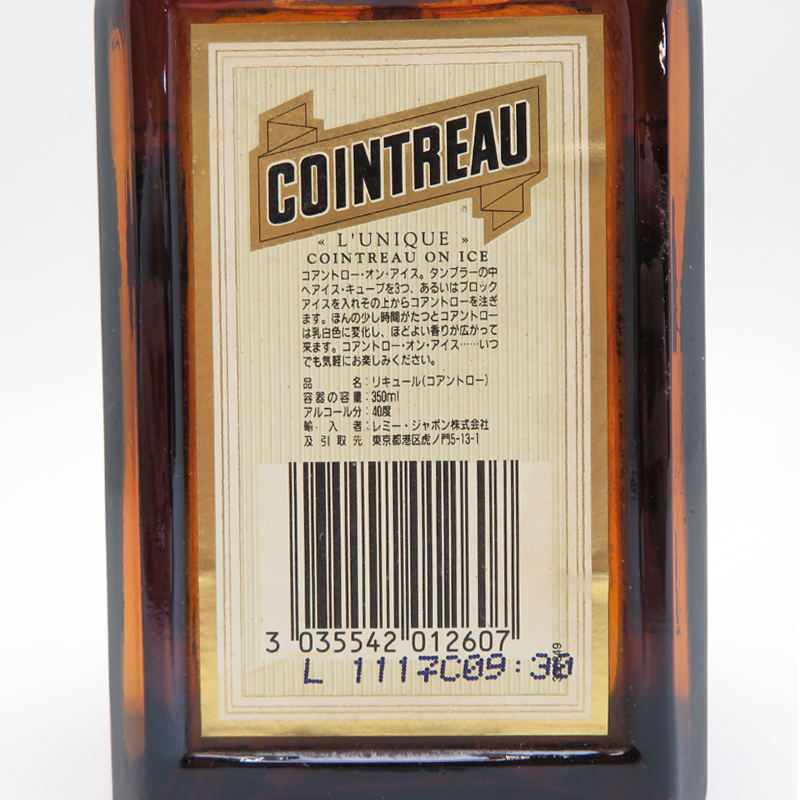 COINTREAU
®
« L'UNIQUE »
COINTREAU ON ICE
コアントロー・オン・アイス。タンブラーの中
へアイス・キューブを3つ、あるいはブロック
アイスを入れその上からコアントローを注ぎ
ます。ほんの少し時間がたつとコアントロー
は乳白色に変化し、ほどよい香りが広がって
来ます。コアントロー・オン・アイス……いつ
でも気軽にお楽しみください。
品名：リキュール(コアントロー)
容器の容量：350ml
アルコール分：40度
輸入者：レミー・ジャポン株式会社
及引取先 東京都港区虎ノ門5-13-1
3 035542 012607
L 1117C09:30